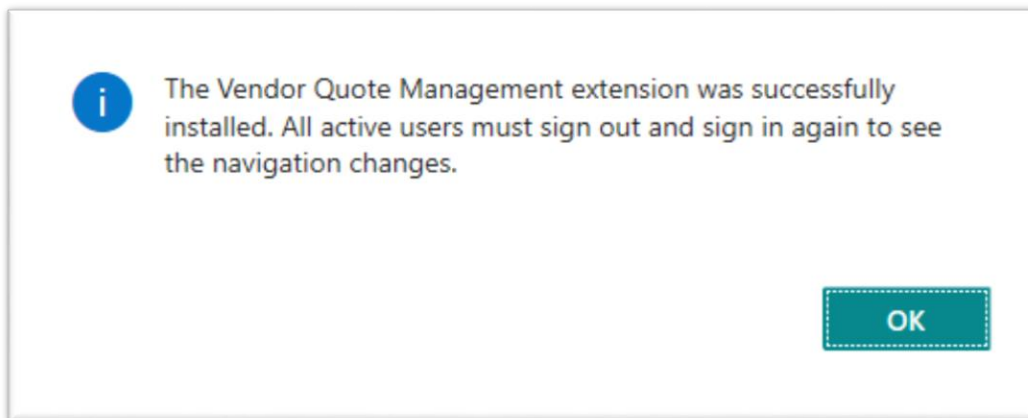 i
The Vendor Quote Management extension was successfully
installed. All active users must sign out and sign in again to see
the navigation changes.
OK